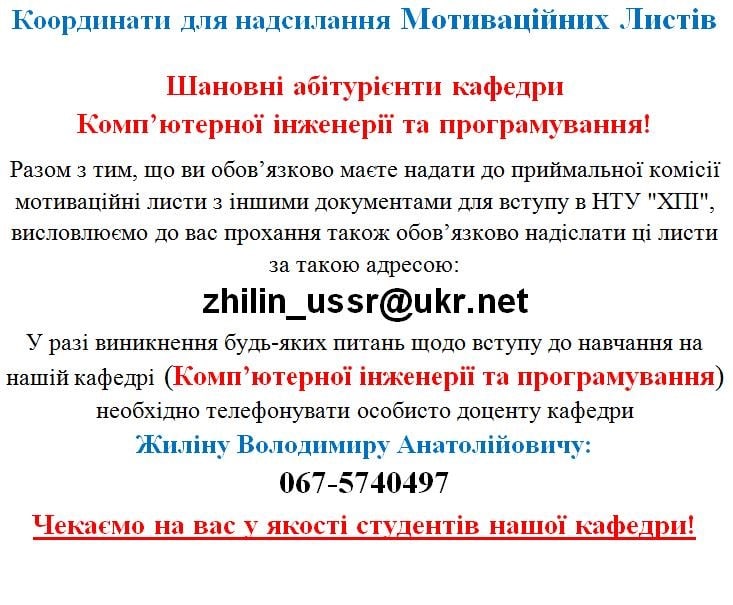 Координати для надсилання Мотиваційних Листів
Шановні абітурієнти кафедри
Комп’ютерної інженерії та програмування!
Разом з тим, що ви обов’язково маєте надати до приймальної комісії
мотиваційні листи з іншими документами для вступу в НТУ "ХПІ",
висловлюємо до вас прохання також обов’язково надіслати ці листи
за такою адресою:
zhilin_ussr@ukr.net
У разі виникнення будь-яких питань щодо вступу до навчання на
нашій кафедрі (Комп’ютерної інженерії та програмування)
необхідно телефонувати особисто доценту кафедри
Жиліну Володимиру Анатолійовичу:
067-5740497
Чекаємо на вас у якості студентів нашої кафедри!